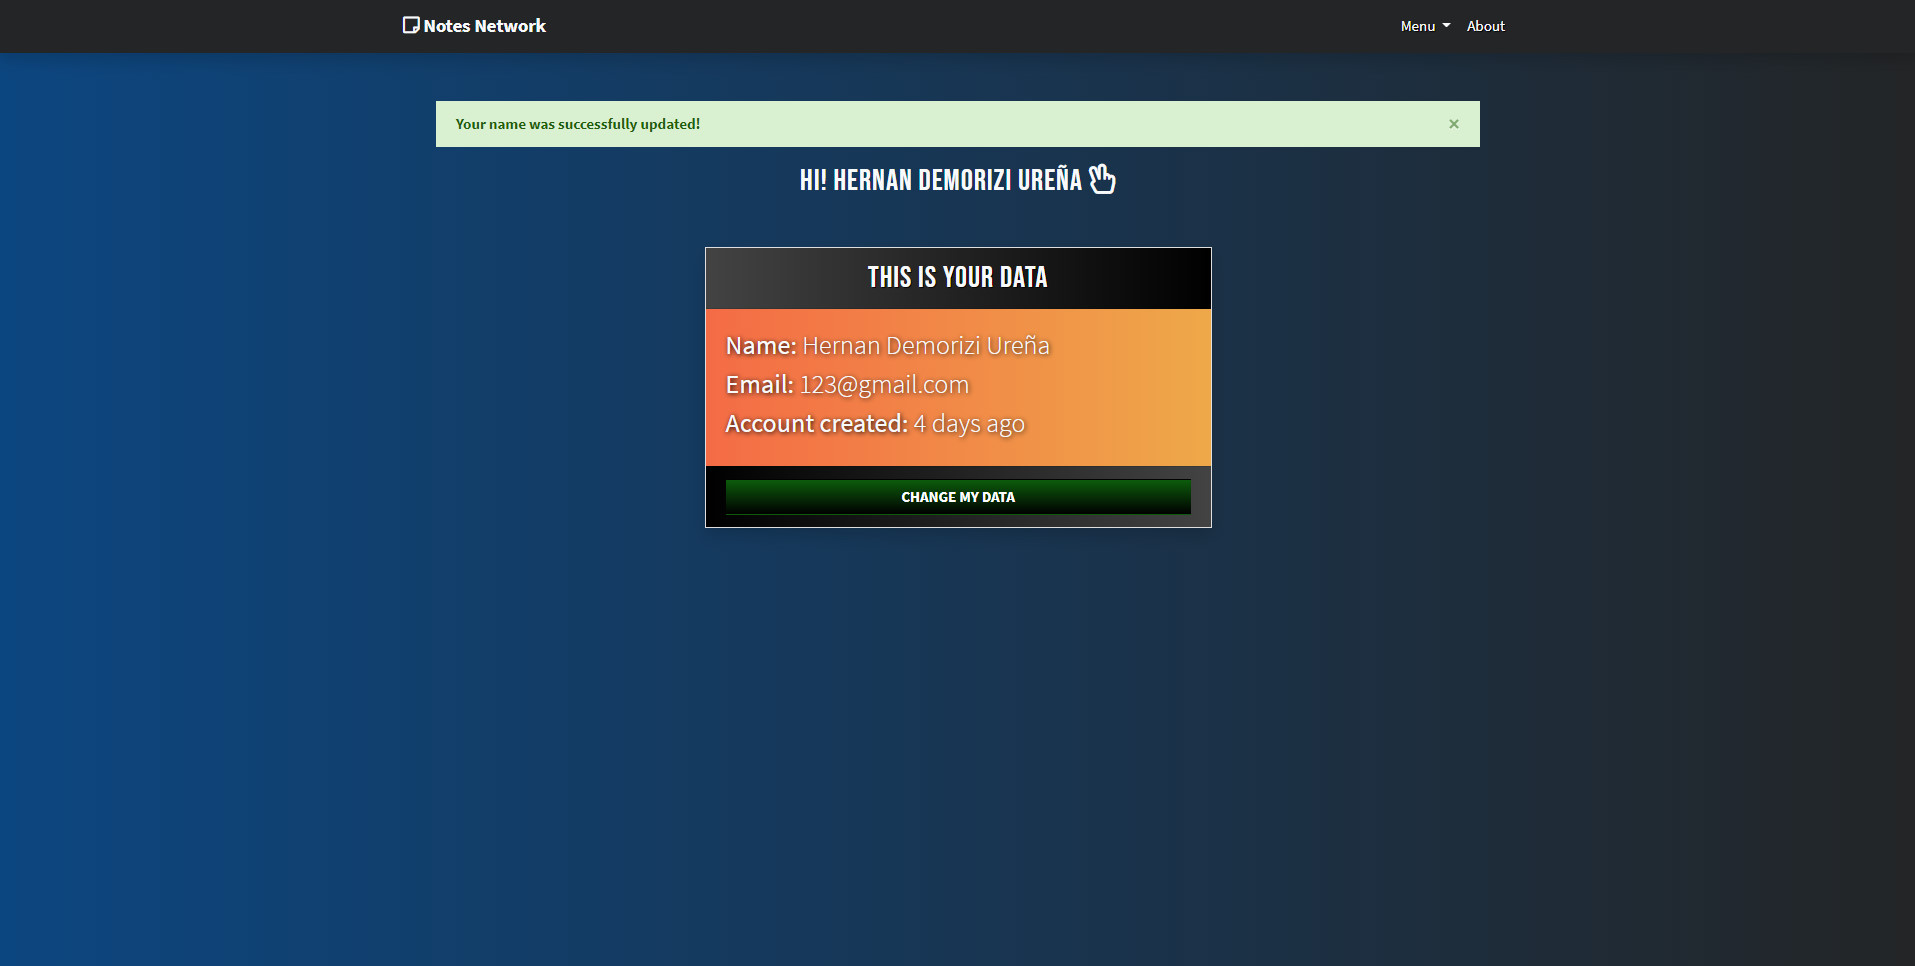 Notes Network
Menu
About
Your name was successfully updated!
×
HI! HERNAN DEMORIZI UREÑA
THIS IS YOUR DATA
Name: Hernan Demorizi Ureña
Email: 123@gmail.com
Account created: 4 days ago
CHANGE MY DATA